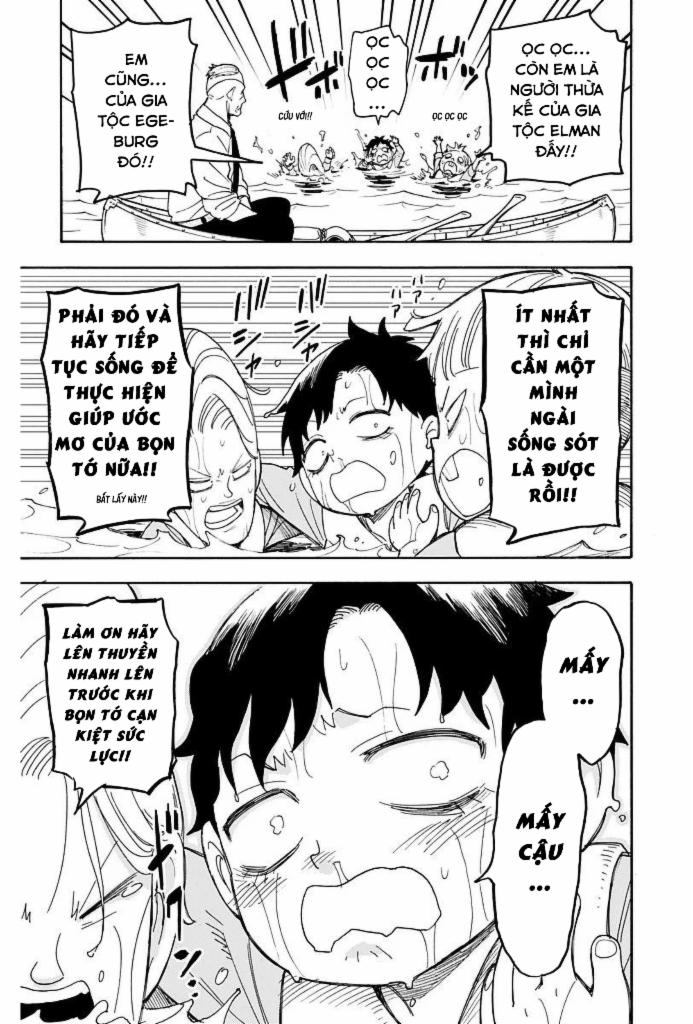 ỌC ỌC...
CÒN EM LÀ
NGƯỜI THỪA
KẾ CỦA GIA
TỘC ELMAN
ĐẤY!!
ỌC
ỌC
ỌC
...
ỌC ỌC ỌC
CỨU VỚI!!!
EM
CŨNG...
CỦA GIA
TỘC EGE-
BURG
ĐÓ!!
ÍT NHẤT
THÌ CHỈ
CẦN MỘT
MÌNH
NGÀI
SỐNG SÓT
LÀ ĐƯỢC
RỒI!!
PHẢI ĐÓ VÀ
HÃY TIẾP
TỤC SỐNG ĐỂ
THỰC HIỆN
GIÚP ƯỚC
MƠ CỦA BỌN
TỚ NỮA!!
BẮT LẤY NÀY!!
MẤY
...
MẤY
CẬU
...
LÀM ƠN HÃY
LÊN THUYỀN
NHANH LÊN
TRƯỚC KHI
BỌN TỚ CẠN
KIỆT SỨC
LỰC!!